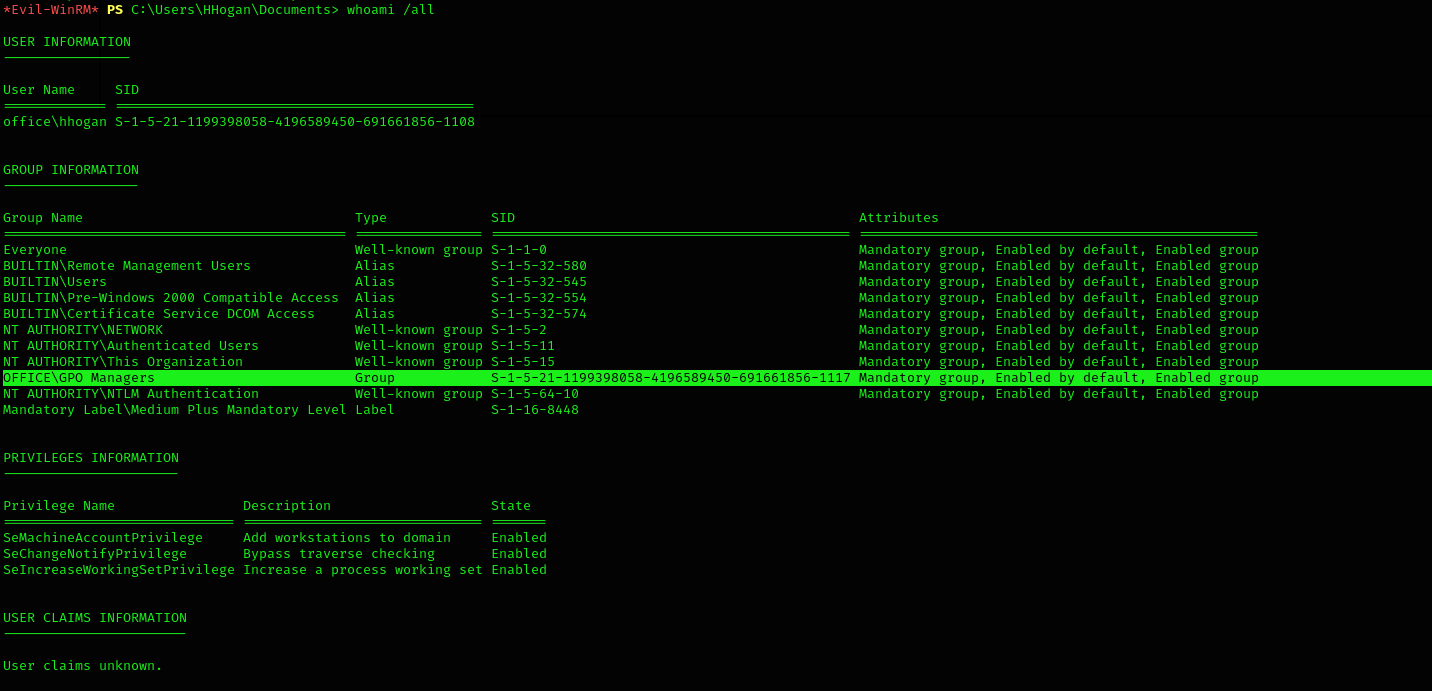 *Evil-WinRM* PS C:\Users\HHogan\Documents> whoami /all
USER INFORMATION
----------------
User Name     SID
============= =============================================
office\hhogan S-1-5-21-1199398058-4196589450-691661856-1108
GROUP INFORMATION
-----------------
Group Name                                  Type             SID                                           Attributes
=========================================== ================ ============================================= ==================================================
Everyone                                    Well-known group S-1-1-0                                       Mandatory group, Enabled by default, Enabled group
BUILTIN\Remote Management Users             Alias            S-1-5-32-580                                  Mandatory group, Enabled by default, Enabled group
BUILTIN\Users                               Alias            S-1-5-32-545                                  Mandatory group, Enabled by default, Enabled group
BUILTIN\Pre-Windows 2000 Compatible Access  Alias            S-1-5-32-554                                  Mandatory group, Enabled by default, Enabled group
BUILTIN\Certificate Service DCOM Access     Alias            S-1-5-32-574                                  Mandatory group, Enabled by default, Enabled group
NT AUTHORITY\NETWORK                        Well-known group S-1-5-2                                       Mandatory group, Enabled by default, Enabled group
NT AUTHORITY\Authenticated Users            Well-known group S-1-5-11                                      Mandatory group, Enabled by default, Enabled group
NT AUTHORITY\This Organization              Well-known group S-1-5-15                                      Mandatory group, Enabled by default, Enabled group
OFFICE\GPO Managers                         Group            S-1-5-21-1199398058-4196589450-691661856-1117 Mandatory group, Enabled by default, Enabled group
NT AUTHORITY\NTLM Authentication            Well-known group S-1-5-64-10                                   Mandatory group, Enabled by default, Enabled group
Mandatory Label\Medium Plus Mandatory Level Label            S-1-16-8448
PRIVILEGES INFORMATION
----------------------
Privilege Name                Description                    State
============================= ============================== =======
SeMachineAccountPrivilege     Add workstations to domain     Enabled
SeChangeNotifyPrivilege       Bypass traverse checking       Enabled
SeIncreaseWorkingSetPrivilege Increase a process working set Enabled
USER CLAIMS INFORMATION
-----------------------
User claims unknown.